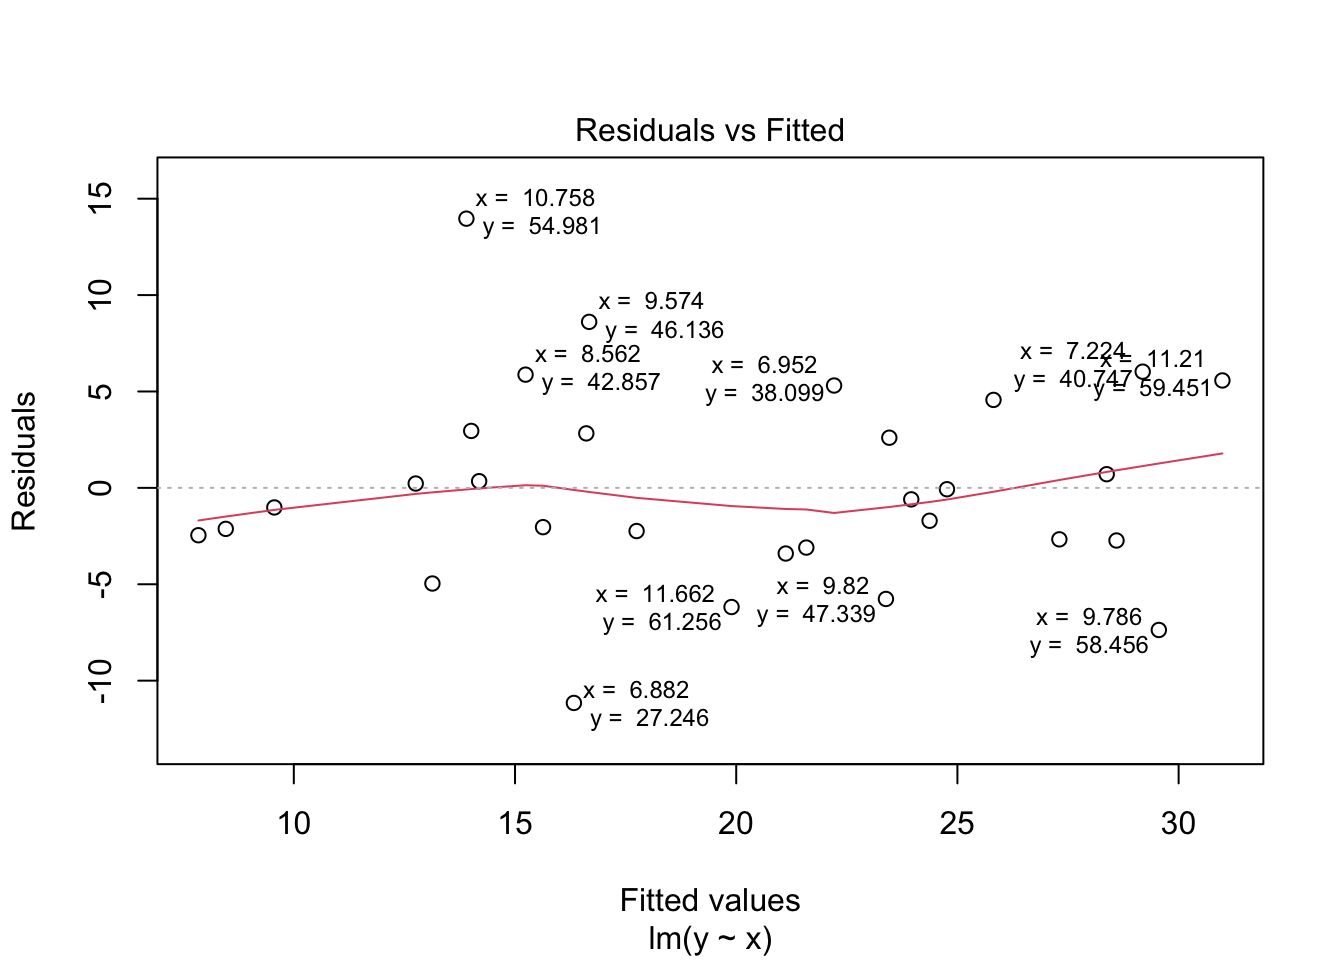 Residuals vs Fitted
Residuals
15
10
5
0
-5
-10
x =  10.758
y =  54.981
x =  9.574
y =  46.136
x =  8.562
y =  42.857
x =  6.952
y =  38.099
x =  7.224
y =  40.747
x =  11.21
y =  59.451
x =  11.662
y =  61.256
x =  9.82
y =  47.339
x =  9.786
y =  58.456
x =  6.882
y =  27.246
10
15
20
25
30
Fitted values
lm(y ~ x)